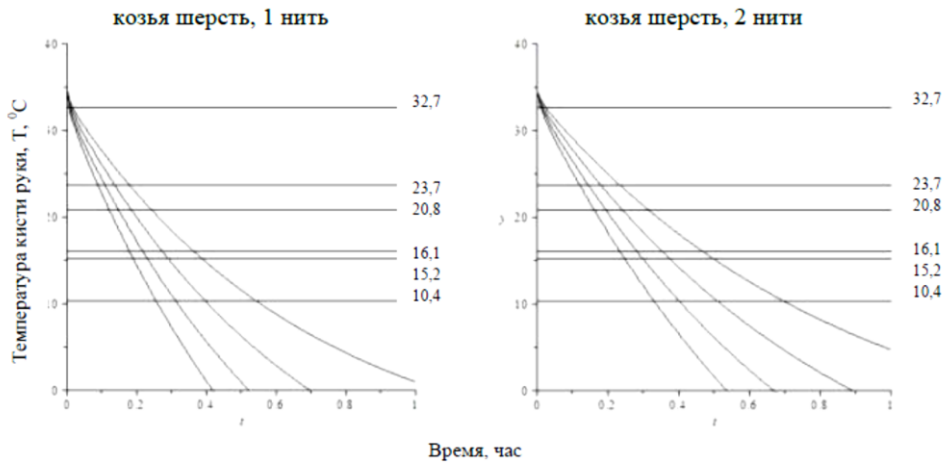 козья шерсть, 1 нить
козья шерсть, 2 нити
Температура кисти руки, Т, ⁰С
40
30
20
10
0
0 0.2 0.4 0.6 0.8 1
t
32,7
23,7
20,8
16,1
15,2
10,4
y
40
30
20
10
0
0 0.2 0.4 0.6 0.8 1
t
32,7
23,7
20,8
16,1
15,2
10,4
Время, час